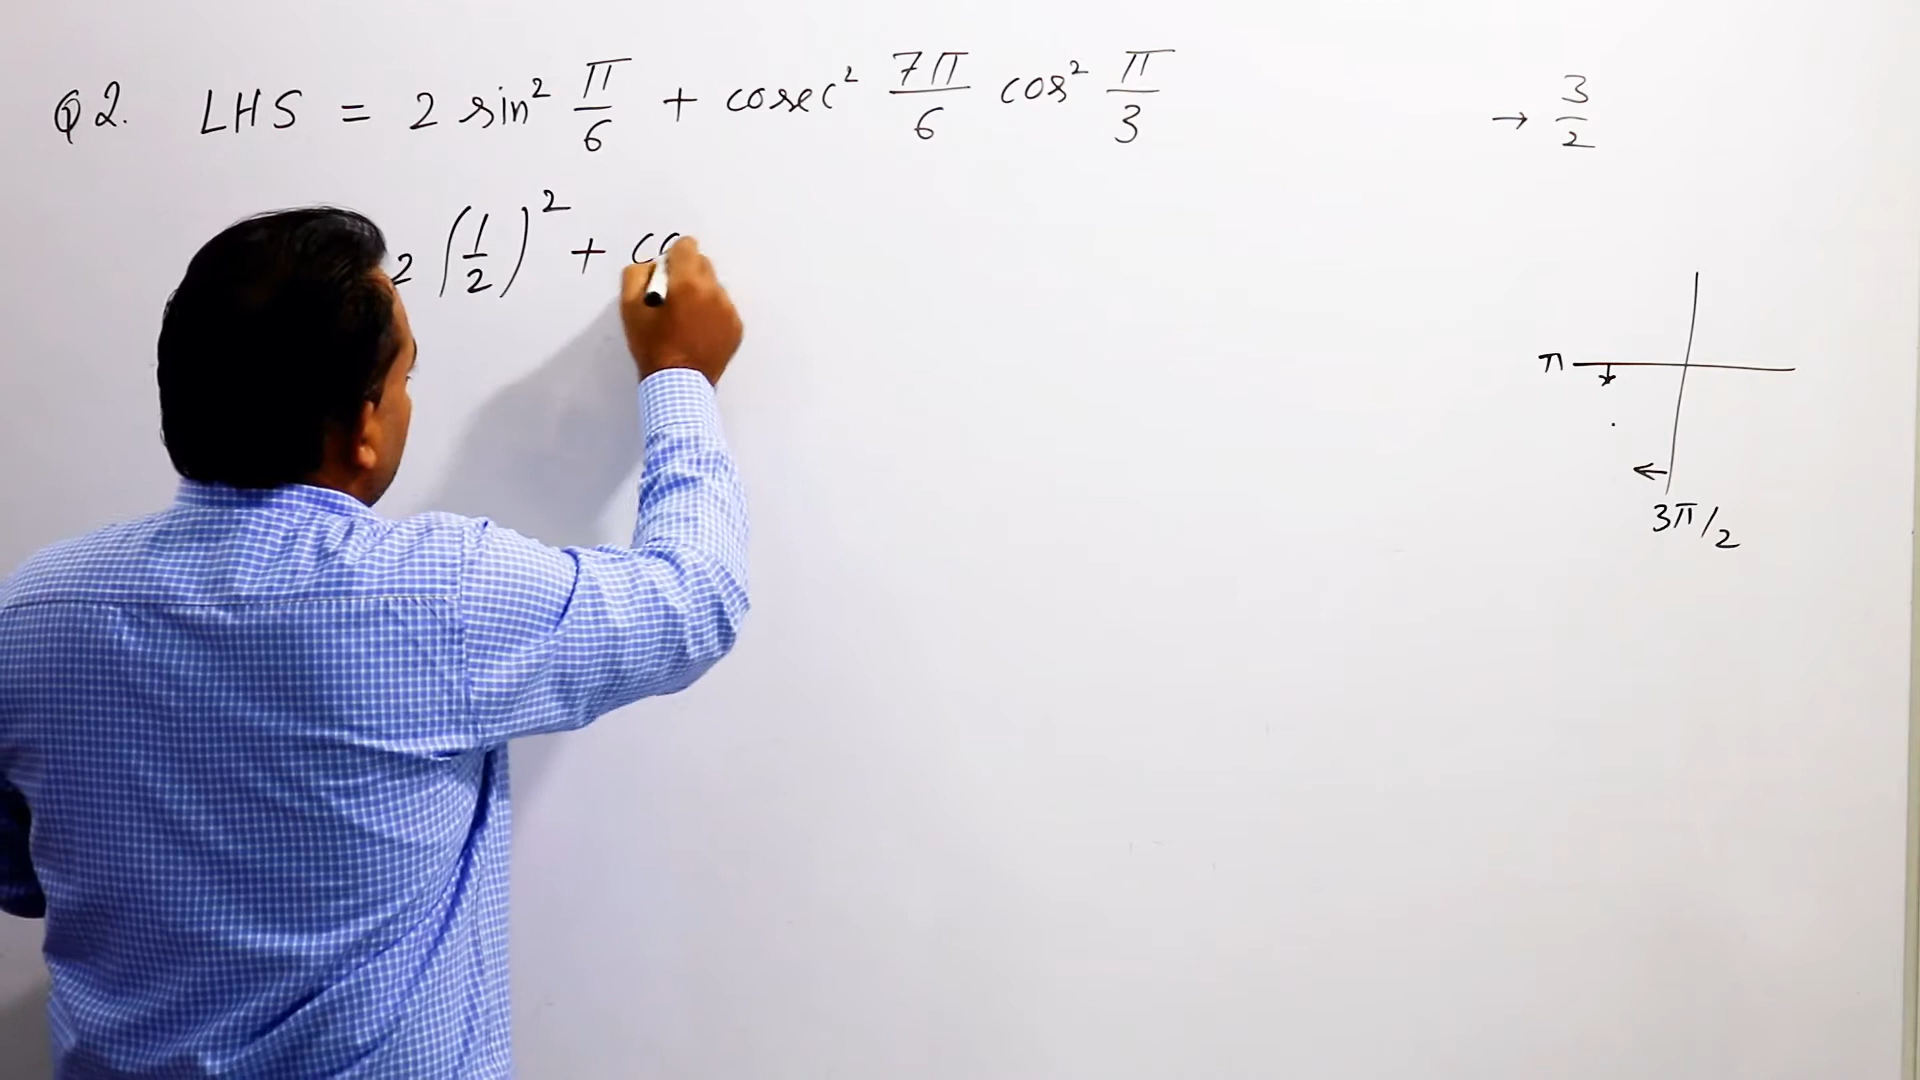 Q2. LHS = 2 sin² π/6 + cosec² 7π/6 cos² π/3 → 3/2
2 (1/2)² + co
π
3π/2